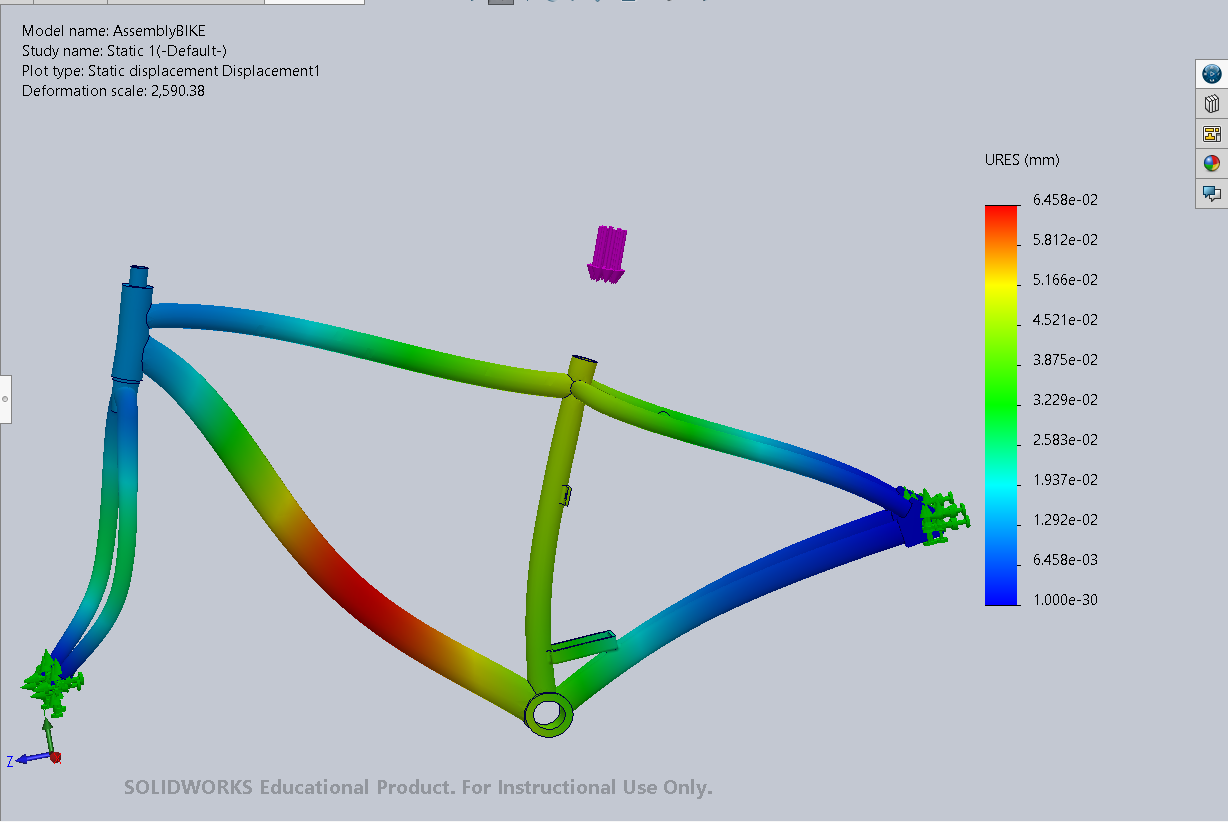 Model name: AssemblyBIKE
Study name: Static 1(-Default-)
Plot type: Static displacement Displacement1
Deformation scale: 2,590.38
URES (mm)
6.458e-02
5.812e-02
5.166e-02
4.521e-02
3.875e-02
3.229e-02
2.583e-02
1.937e-02
1.292e-02
6.458e-03
1.000e-30
Z
SOLIDWORKS Educational Product. For Instructional Use Only.